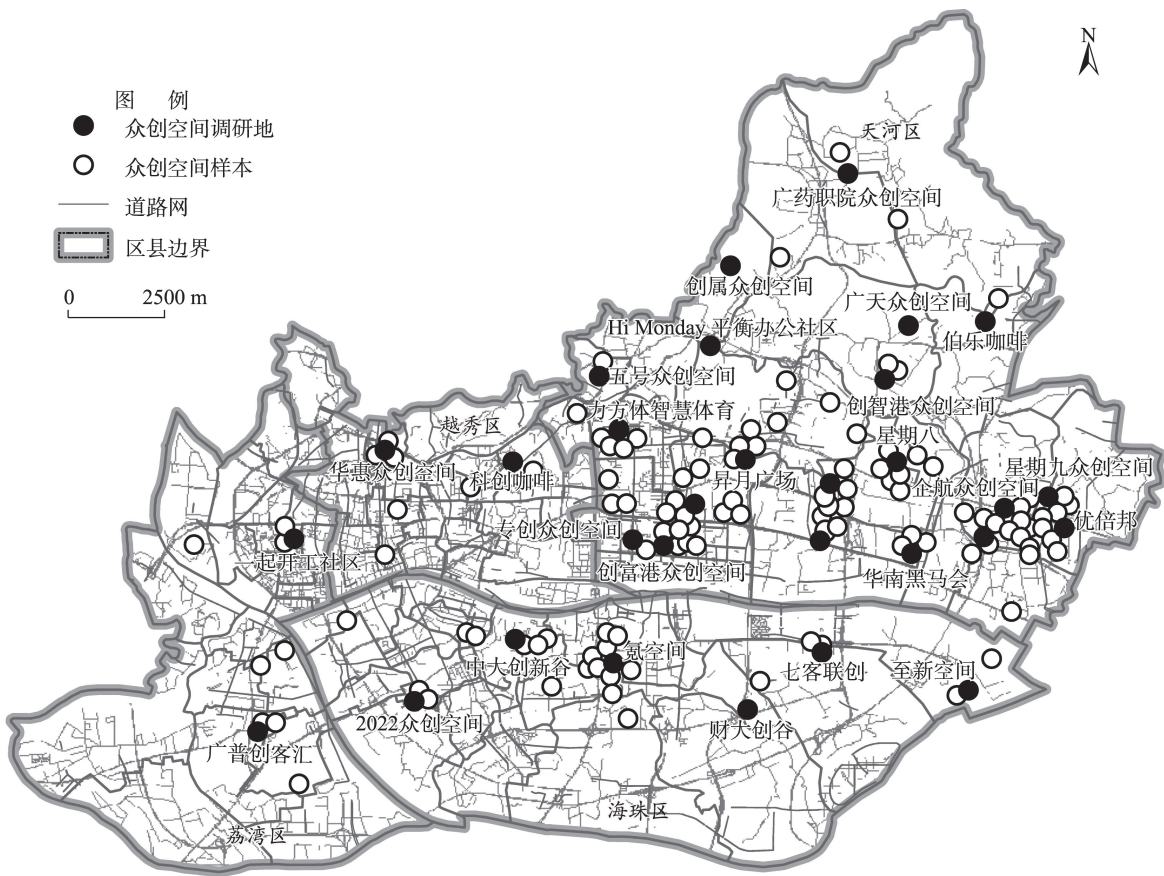 N
图 例
众创空间调研地
众创空间样本
道路网
区县边界
0 2500 m
天河区
广药职院众创空间
创属众创空间
广天众创空间
Hi Monday 平衡办公社区
伯乐咖啡
五号众创空间
创智港众创空间
方方体智慧体育
越秀区
星期八
华惠众创空间
科创咖啡
昇月广场
企航众创空间
星期九众创空间
专创众创空间
优倍邦
一起开工社区
创富港众创空间
华南黑马会
中大创新谷
氪空间
七客联创
至新空间
2022众创空间
财大创谷
广普创客汇
海珠区
荔湾区